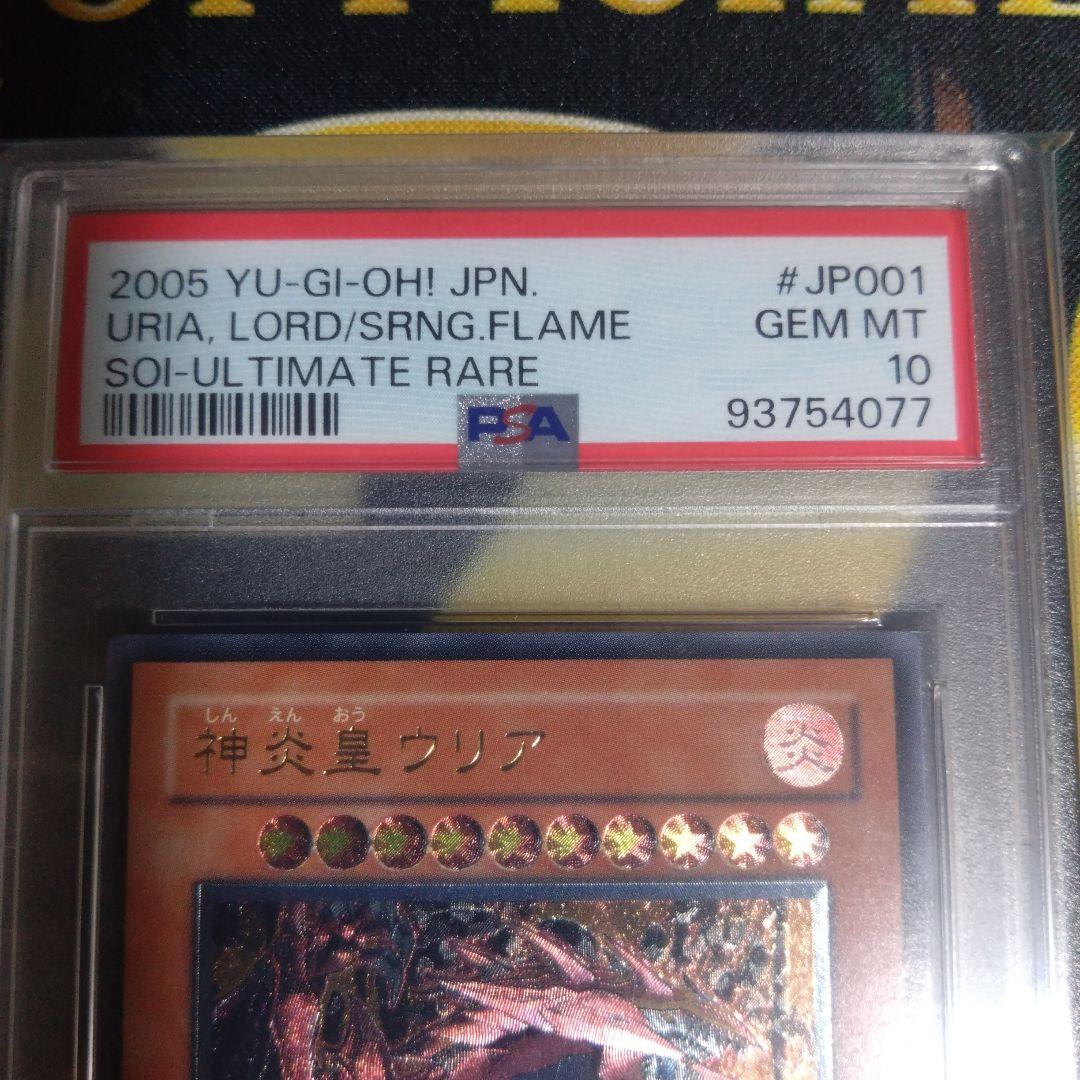 2005 YU-GI-OH! JPN. #JP001
URIA, LORD/SRNG.FLAME GEM MT
SOI-ULTIMATE RARE 10
PSA 93754077
しん えん おう
神炎皇ウリア 炎